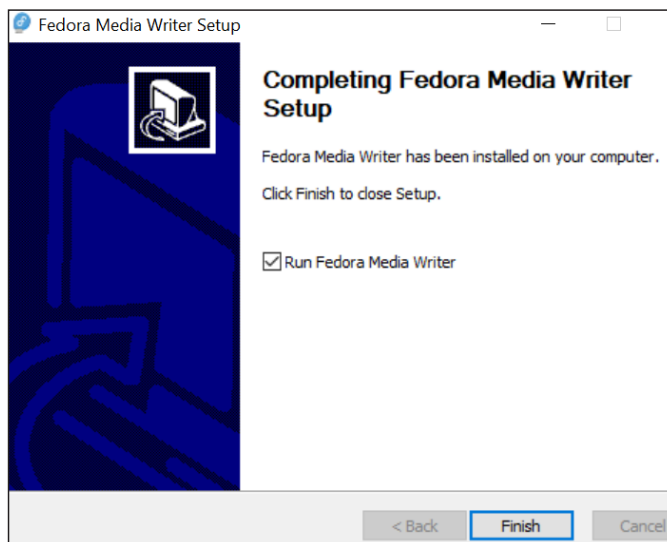 Fedora Media Writer Setup
Completing Fedora Media Writer
Setup
Fedora Media Writer has been installed on your computer.
Click Finish to close Setup.
Run Fedora Media Writer
< Back
Finish
Cancel